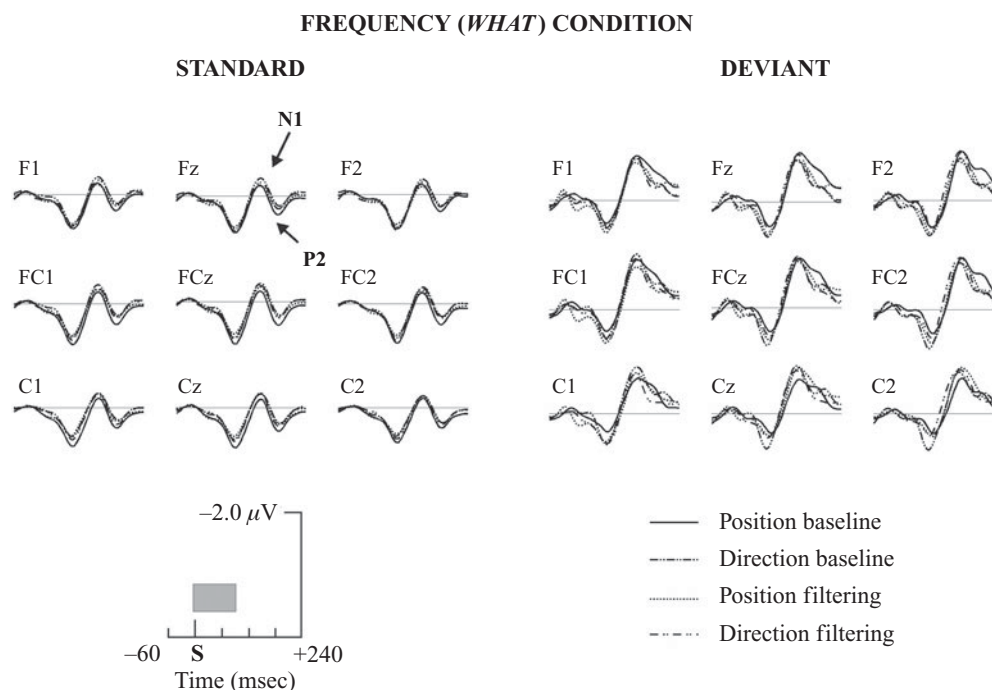 FREQUENCY (WHAT) CONDITION
STANDARD
DEVIANT
N1
F1 Fz F2
P2
FC1 FCz FC2
C1 Cz C2
F1 Fz F2
FC1 FCz FC2
C1 Cz C2
–2.0 µV
–60 S +240
Time (msec)
Position baseline
Direction baseline
Position filtering
Direction filtering